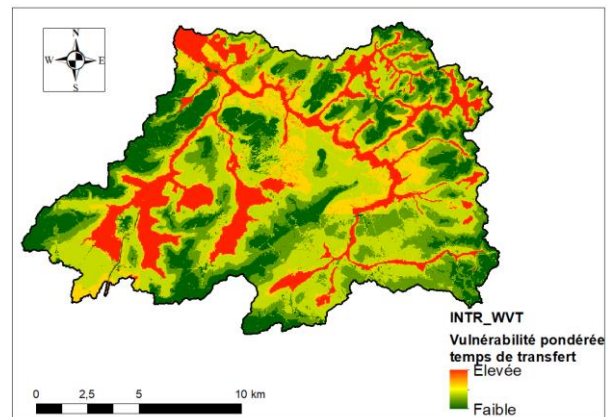 N
W E
S
INTR_WVT
Vulnérabilité pondérée
temps de transfert
Élevée
Faible
0 2,5 5 10 km